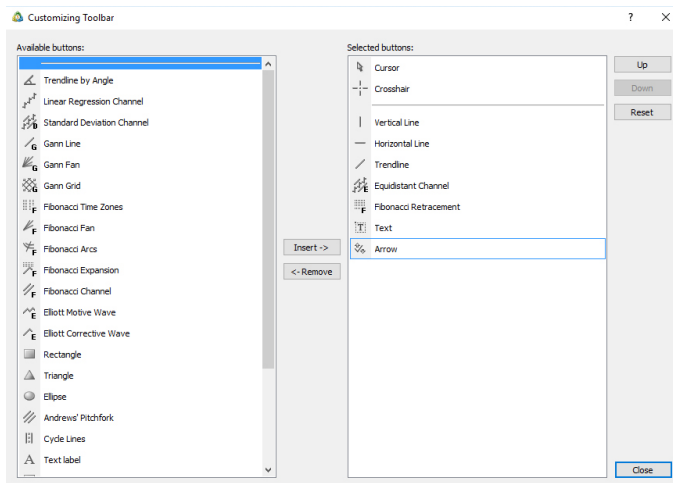 Customizing Toolbar
?
Available buttons:
Trendline by Angle
Linear Regression Channel
Standard Deviation Channel
Gann Line
Gann Fan
Gann Grid
Fibonacci Time Zones
Fibonacci Fan
Fibonacci Arcs
Fibonacci Expansion
Fibonacci Channel
Elliott Motive Wave
Elliott Corrective Wave
Rectangle
Triangle
Ellipse
Andrews' Pitchfork
Cycle Lines
A Text label
Insert ->
<- Remove
Selected buttons:
Cursor
Crosshair
Vertical Line
Horizontal Line
Trendline
Equidistant Channel
Fibonacci Retracement
T Text
Arrow
Up
Down
Reset
Close